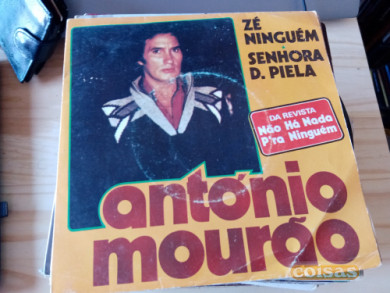 ZÉ
NINGUÉM
SENHORA
D. PIELA
DA REVISTA
Não Há Nada
P'ra Ninguém
antónio
mourão
coisas